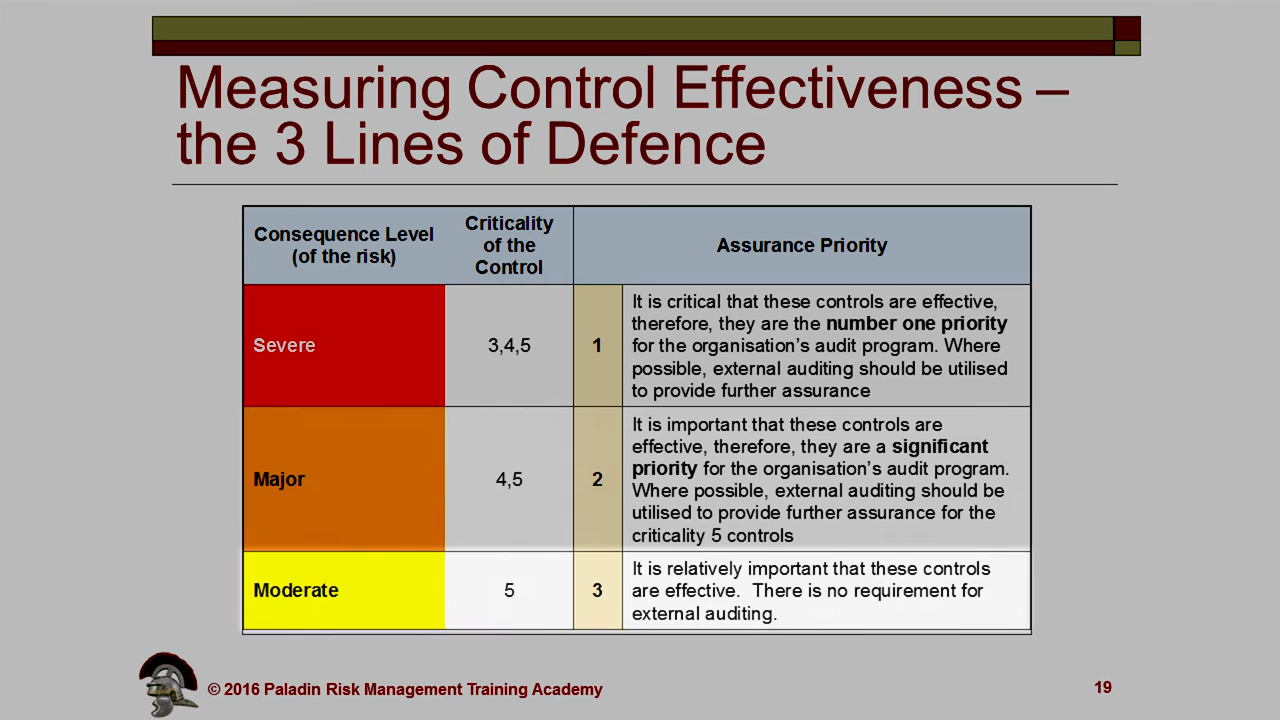 Measuring Control Effectiveness –
the 3 Lines of Defence
Consequence Level
(of the risk)
Criticality
of the
Control
Assurance Priority
Severe
3,4,5
1
It is critical that these controls are effective,
therefore, they are the number one priority
for the organisation's audit program. Where
possible, external auditing should be utilised
to provide further assurance
Major
4,5
2
It is important that these controls are
effective, therefore, they are a significant
priority for the organisation's audit program.
Where possible, external auditing should be
utilised to provide further assurance for the
criticality 5 controls
Moderate
5
3
It is relatively important that these controls
are effective.  There is no requirement for
external auditing.
© 2016 Paladin Risk Management Training Academy
19